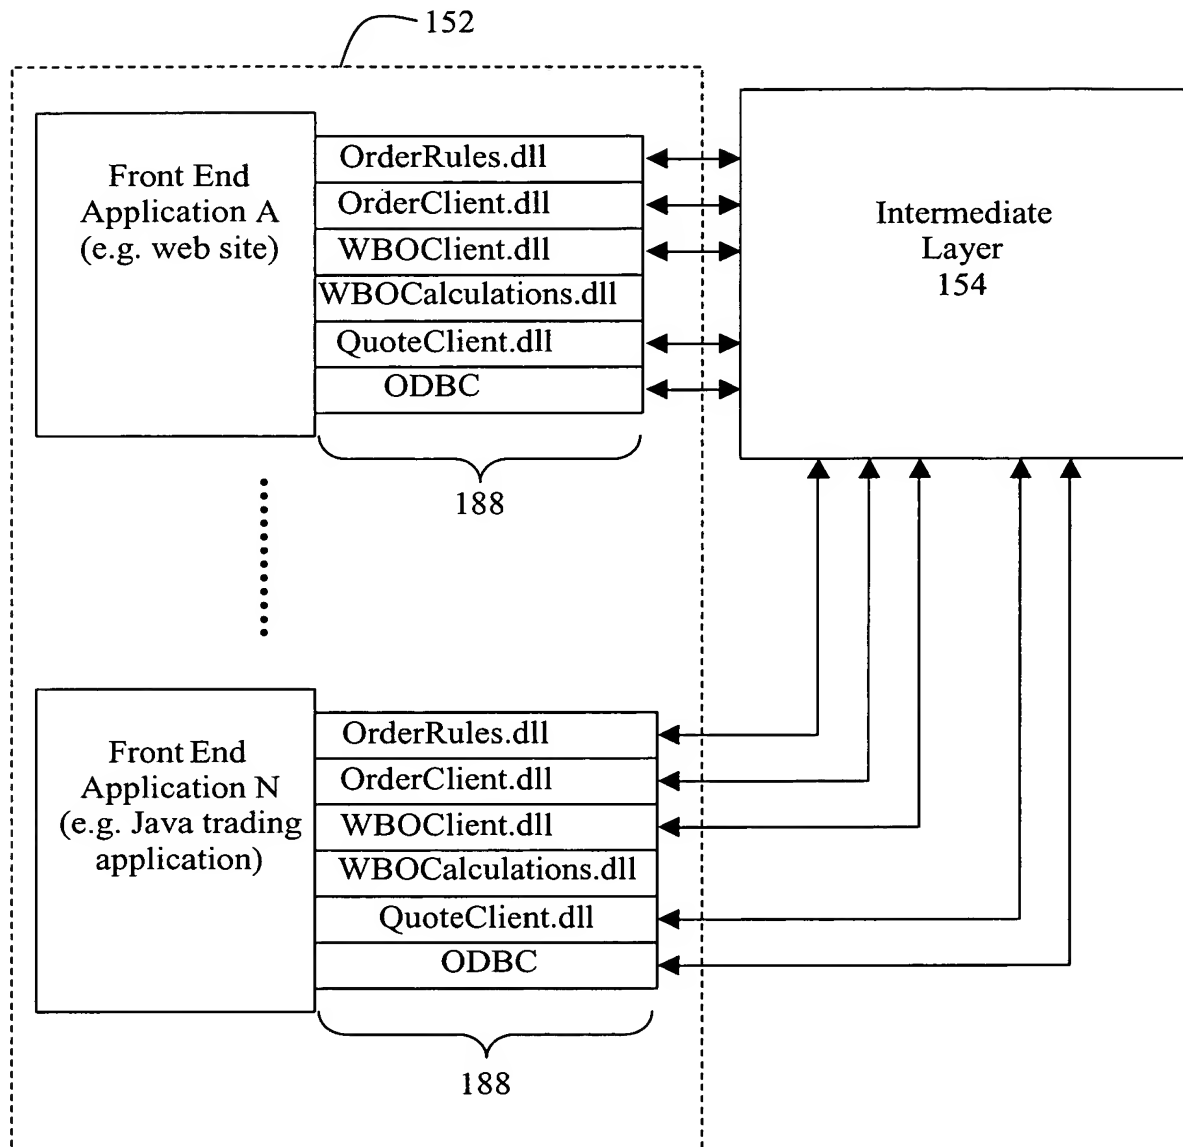 152
Front End
Application A
(e.g. web site)
OrderRules.dll
OrderClient.dll
WBOClient.dll
WBOCalculations.dll
QuoteClient.dll
ODBC
188
Intermediate
Layer
154
Front End
Application N
(e.g. Java trading
application)
OrderRules.dll
OrderClient.dll
WBOClient.dll
WBOCalculations.dll
QuoteClient.dll
ODBC
188